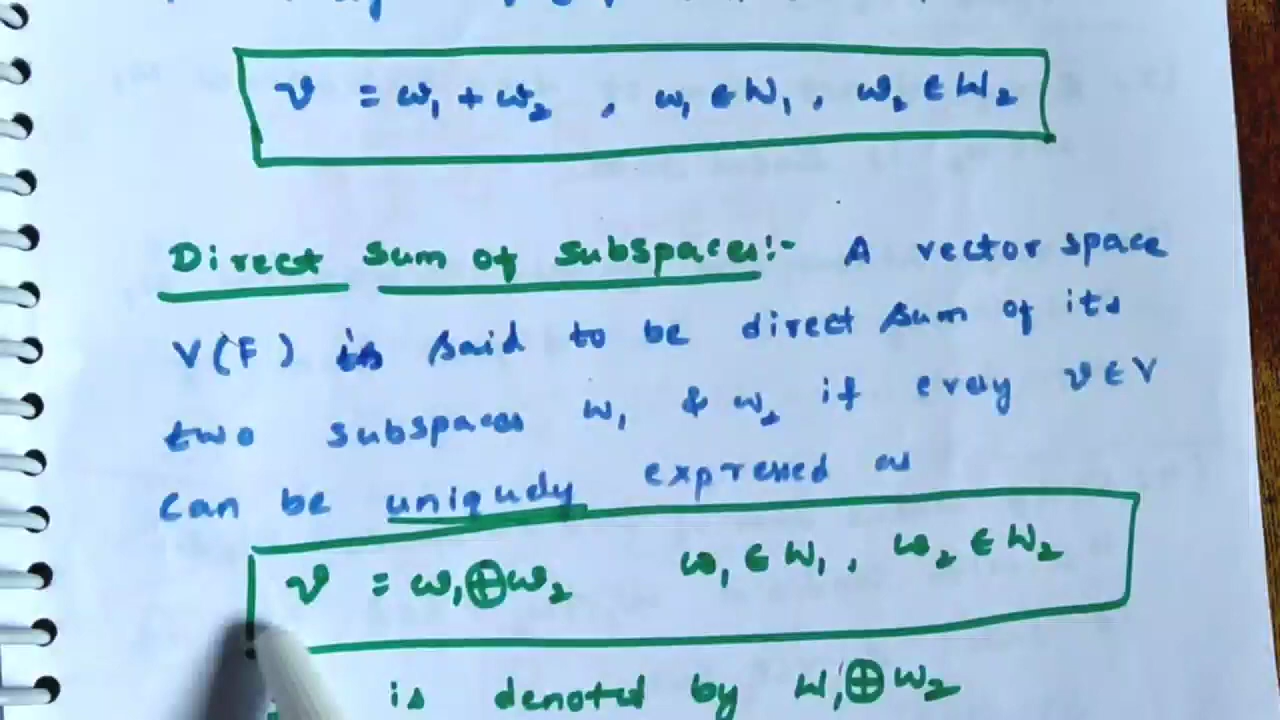 v = w₁ + w₂ , w₁ ∈ W₁ , w₂ ∈ W₂
Direct sum of subspaces:- A vector space
V(F) is said to be direct sum of its
two subspaces W₁ & W₂ if every v ∈ V
can be uniquely expressed as
v = w₁ ⊕ w₂ w₁ ∈ W₁ , w₂ ∈ W₂
is denoted by W₁ ⊕ W₂